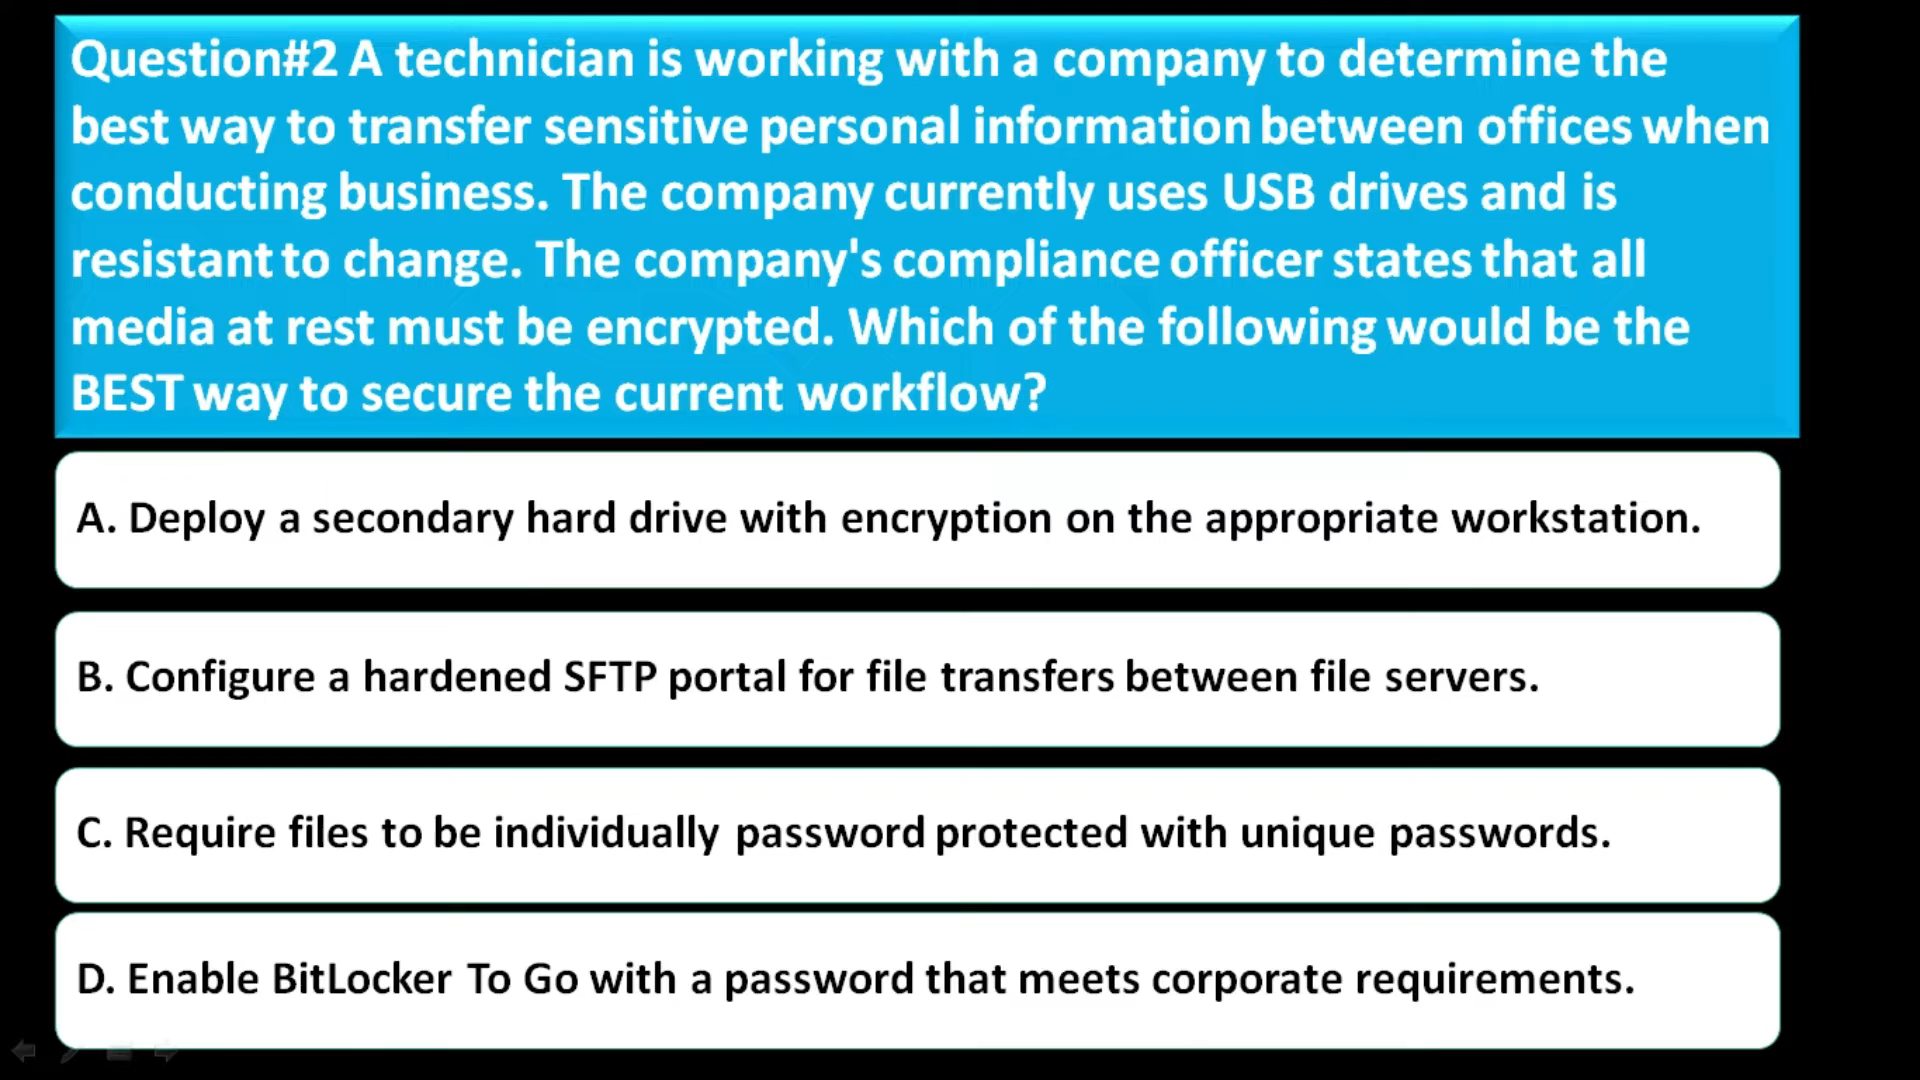 Question#2 A technician is working with a company to determine the
best way to transfer sensitive personal information between offices when
conducting business. The company currently uses USB drives and is
resistant to change. The company's compliance officer states that all
media at rest must be encrypted. Which of the following would be the
BEST way to secure the current workflow?
A. Deploy a secondary hard drive with encryption on the appropriate workstation.
B. Configure a hardened SFTP portal for file transfers between file servers.
C. Require files to be individually password protected with unique passwords.
D. Enable BitLocker To Go with a password that meets corporate requirements.